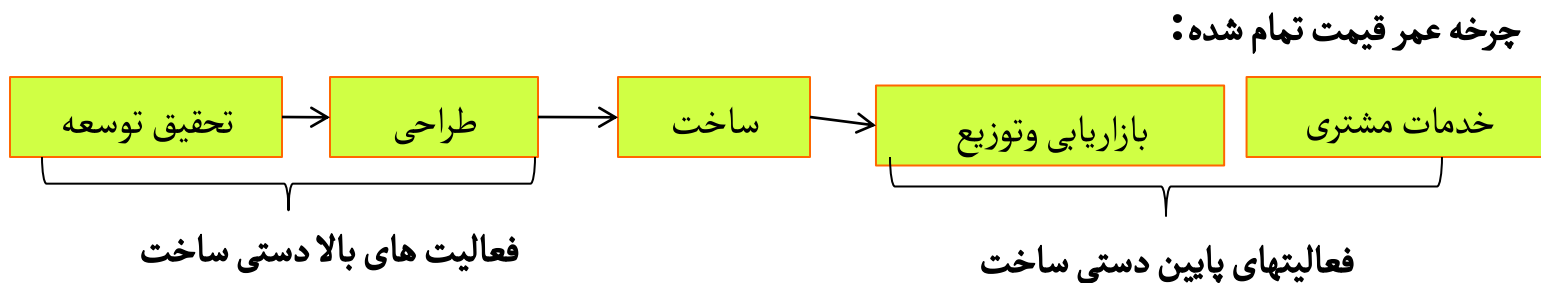 چرخه عمر قیمت تمام شده:
تحقیق توسعه
طراحی
ساخت
بازاریابی وتوزیع
خدمات مشتری
فعالیت های بالا دستی ساخت
فعالیتهای پایین دستی ساخت